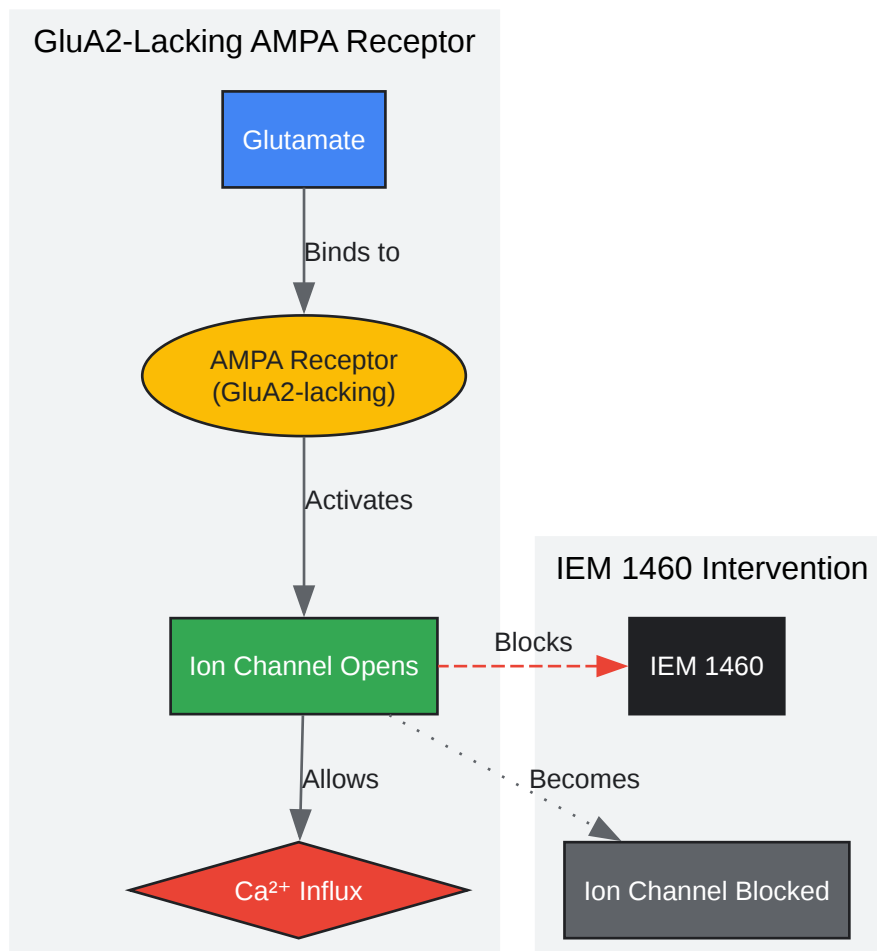 GluA2-Lacking AMPA Receptor
Glutamate
Binds to
AMPA Receptor
(GluA2-lacking)
Activates
IEM 1460 Intervention
Ion Channel Opens
Blocks
IEM 1460
Allows
Becomes
Ca²⁺ Influx
Ion Channel Blocked